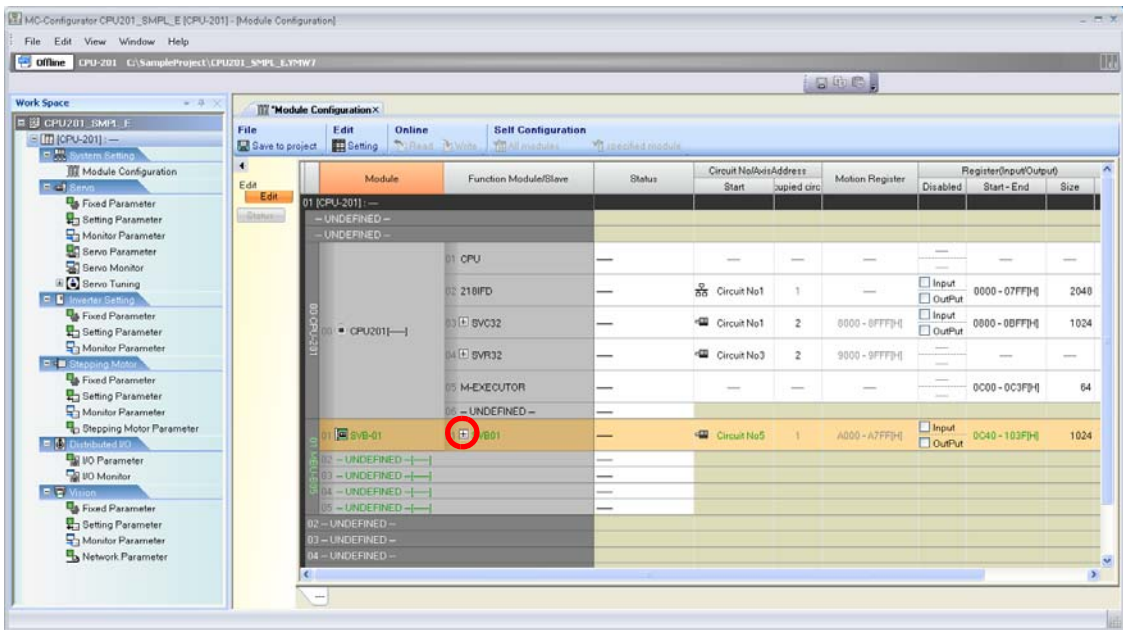 MC-Configurator CPU201_SMPL_E [CPU-201] - [Module Configuration]
File Edit View Window Help
Offline CPU-201 C:\SampleProject\CPU201_SMPL_E.YMW7
Work Space
CPU201_SMPL_E
[CPU-201] : ---
System Setting
Module Configuration
Servo
Fixed Parameter
Setting Parameter
Monitor Parameter
Servo Parameter
Servo Monitor
Servo Tuning
Inverter Setting
Fixed Parameter
Setting Parameter
Monitor Parameter
Stepping Motor
Fixed Parameter
Setting Parameter
Monitor Parameter
Stepping Motor Parameter
Distributed I/O
I/O Parameter
I/O Monitor
Vision
Fixed Parameter
Setting Parameter
Monitor Parameter
Network Parameter
*Module Configuration×
File Edit Online Self Configuration
Save to project Setting Read Write All modules specified module
Edit
Edit
Status
Module Function Module/Slave Status Circuit No/AxisAddress Motion Register Register(Input/Output)
Start cupied circ Disabled Start - End Size
01 [CPU-201] : ---
-- UNDEFINED --
-- UNDEFINED --
00:CPU-201
00 CPU201[----]
01 CPU ---- ---- ---- ---- ---- ---- ----
02 218IFD ---- Circuit No1 1 ---- Input OutPut 0000 - 07FF[H] 2048
03 SVC32 ---- Circuit No1 2 8000 - 8FFF[H] Input OutPut 0800 - 0BFF[H] 1024
04 SVR32 ---- Circuit No3 2 9000 - 9FFF[H] ---- ---- ----
05 M-EXECUTOR ---- ---- ---- ---- ---- 0C00 - 0C3F[H] 64
06 -- UNDEFINED -- ----
01 SVB-01 VB01 ---- Circuit No5 1 A000 - A7FF[H] Input OutPut 0C40 - 103F[H] 1024
02 -- UNDEFINED --[----] ----
03 -- UNDEFINED --[----] ----
04 -- UNDEFINED --[----] ----
05 -- UNDEFINED --[----] ----
02 -- UNDEFINED --
03 -- UNDEFINED --
04 -- UNDEFINED --